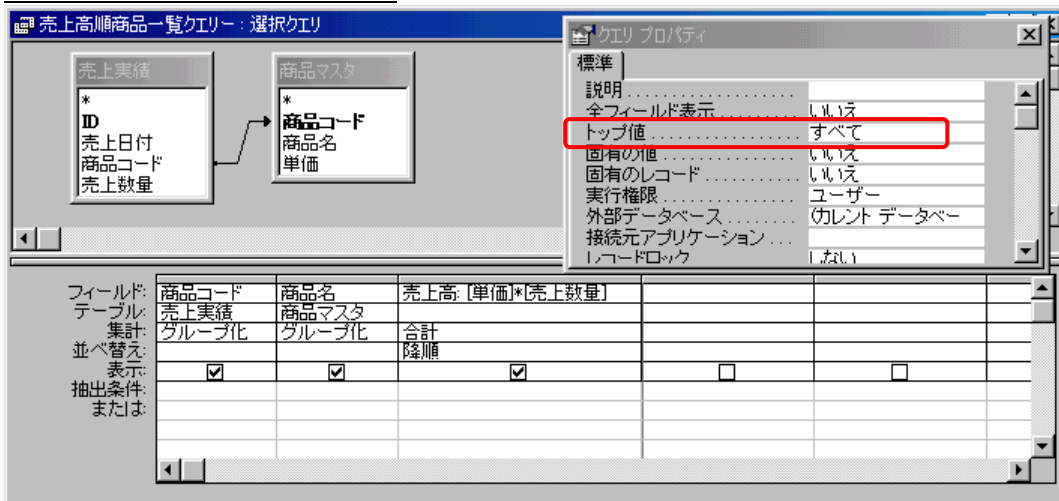 売上高順商品一覧クエリー : 選択クエリ
売上実績
*
ID
売上日付
商品コード
売上数量
商品マスタ
*
商品コード
商品名
単価
クエリ プロパティ
標準
説明
全フィールド表示 いいえ
トップ値 すべて
固有の値 いいえ
固有のレコード いいえ
実行権限 ユーザー
外部データベース (カレント データベー
接続元アプリケーション
レコードロック しない
フィールド: 商品コード 商品名 売上高: [単価]*[売上数量]
テーブル: 売上実績 商品マスタ
集計: グループ化 グループ化 合計
並べ替え: 降順
表示:
抽出条件:
または: